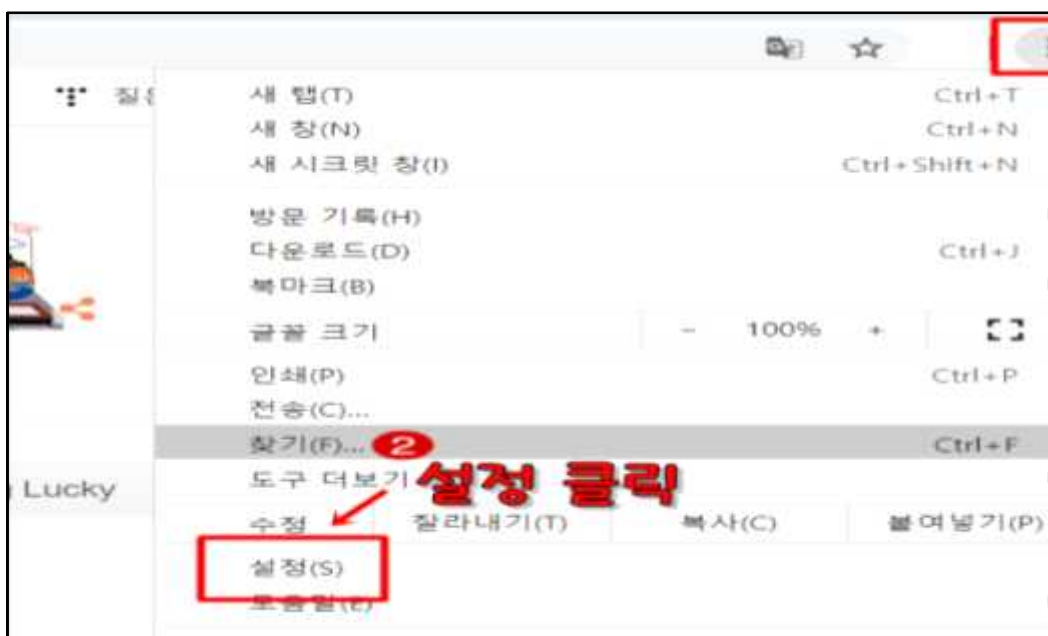 새 탭(T) Ctrl+T
새 창(N) Ctrl+N
새 시크릿 창(I) Ctrl+Shift+N
방문 기록(H)
다운로드(D) Ctrl+J
북마크(B)
글꼴 크기 - 100% +
인쇄(P) Ctrl+P
전송(C)...
찾기(F)... 2 Ctrl+F
도구 더보기
설정 클릭
Lucky
수정 잘라내기(T) 복사(C) 붙여넣기(P)
설정(S)
도움말(E)